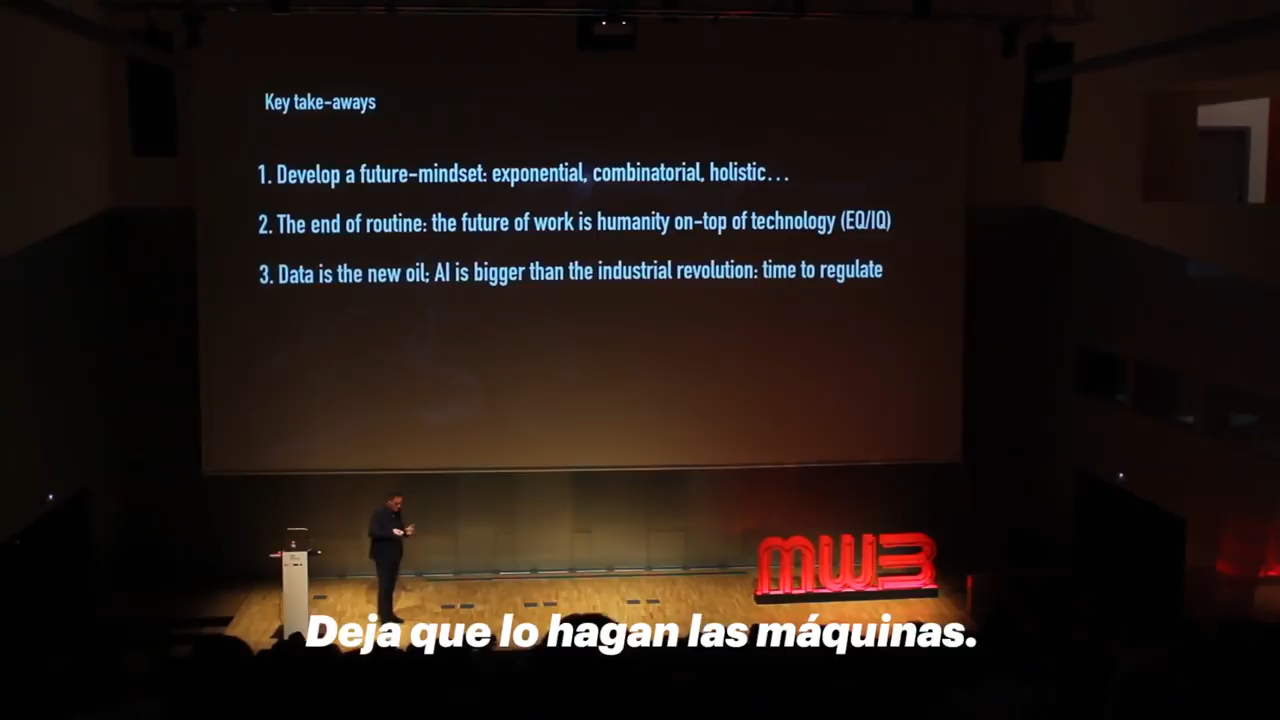 Key take-aways
1. Develop a future-mindset: exponential, combinatorial, holistic...
2. The end of routine: the future of work is humanity on-top of technology (EQ/IQ)
3. Data is the new oil; AI is bigger than the industrial revolution: time to regulate
MWB
Deja que lo hagan las máquinas.